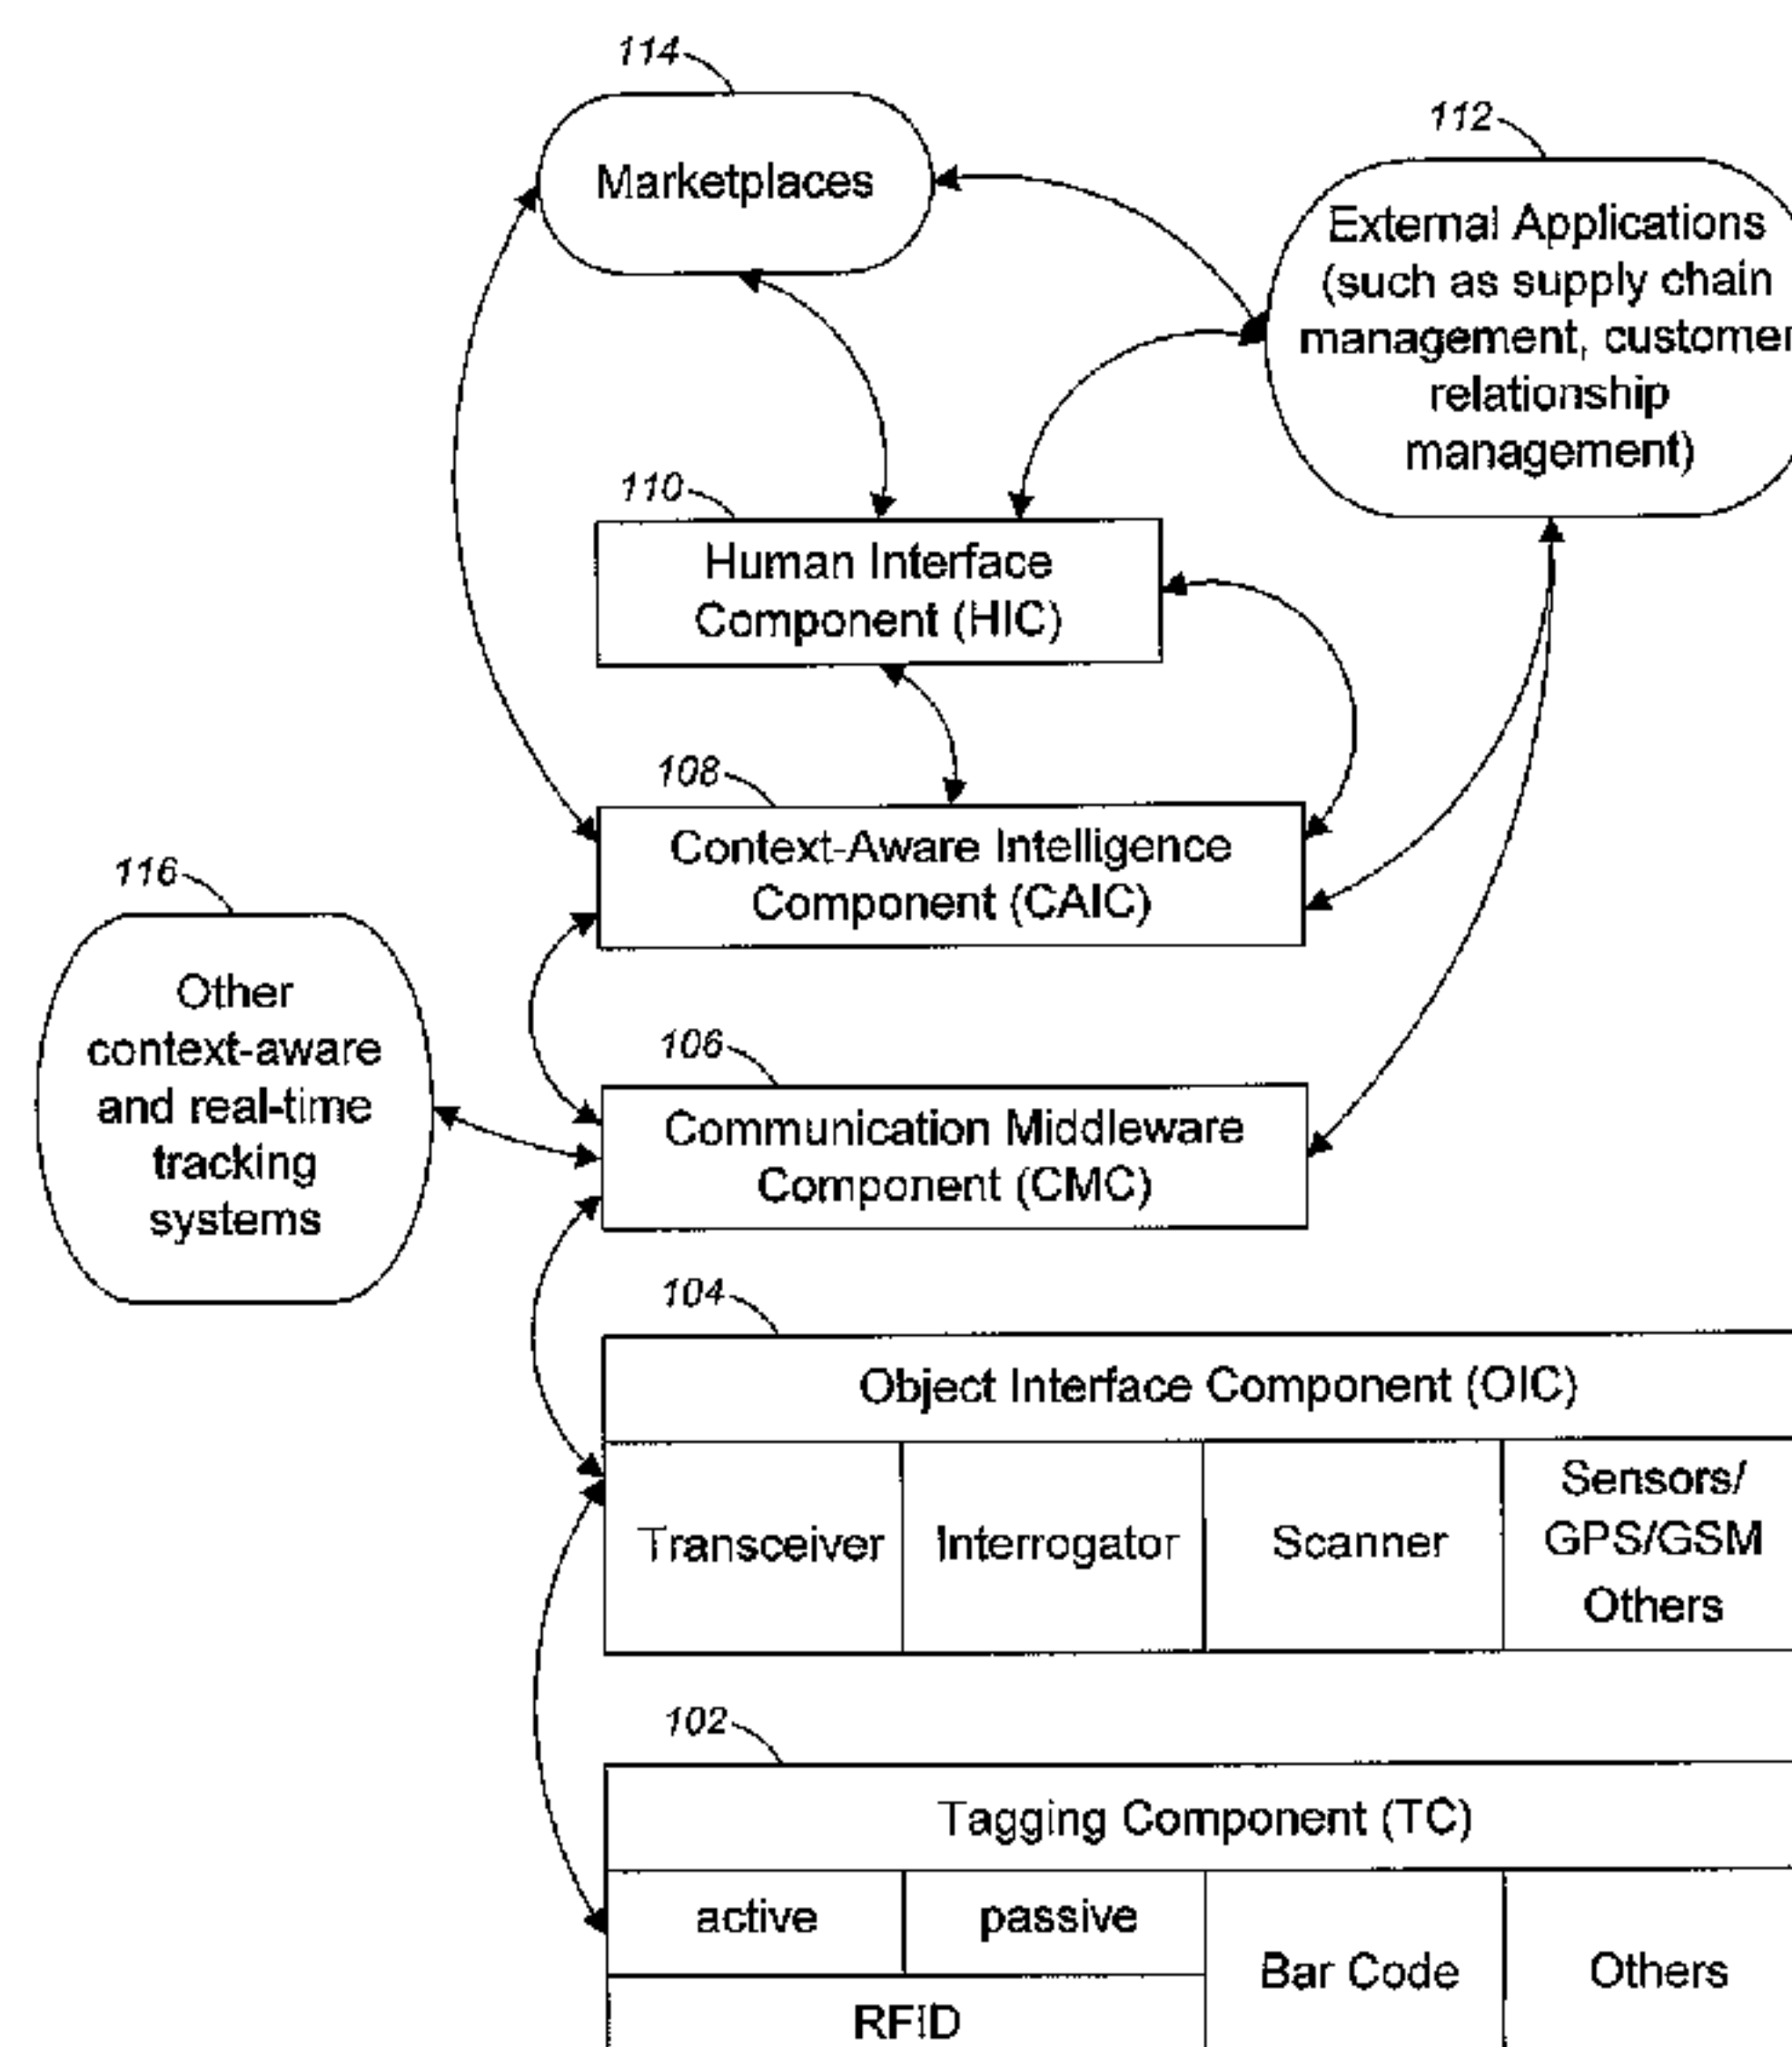 114
Marketplaces
112
External Applications
(such as supply chain
management, customer
relationship
management)
110
Human Interface
Component (HIC)
108
Context-Aware Intelligence
Component (CAIC)
116
Other
context-aware
and real-time
tracking
systems
106
Communication Middleware
Component (CMC)
104
Object Interface Component (OIC)
Transceiver
Interrogator
Scanner
Sensors/
GPS/GSM
Others
102
Tagging Component (TC)
active
passive
RFID
Bar Code
Others